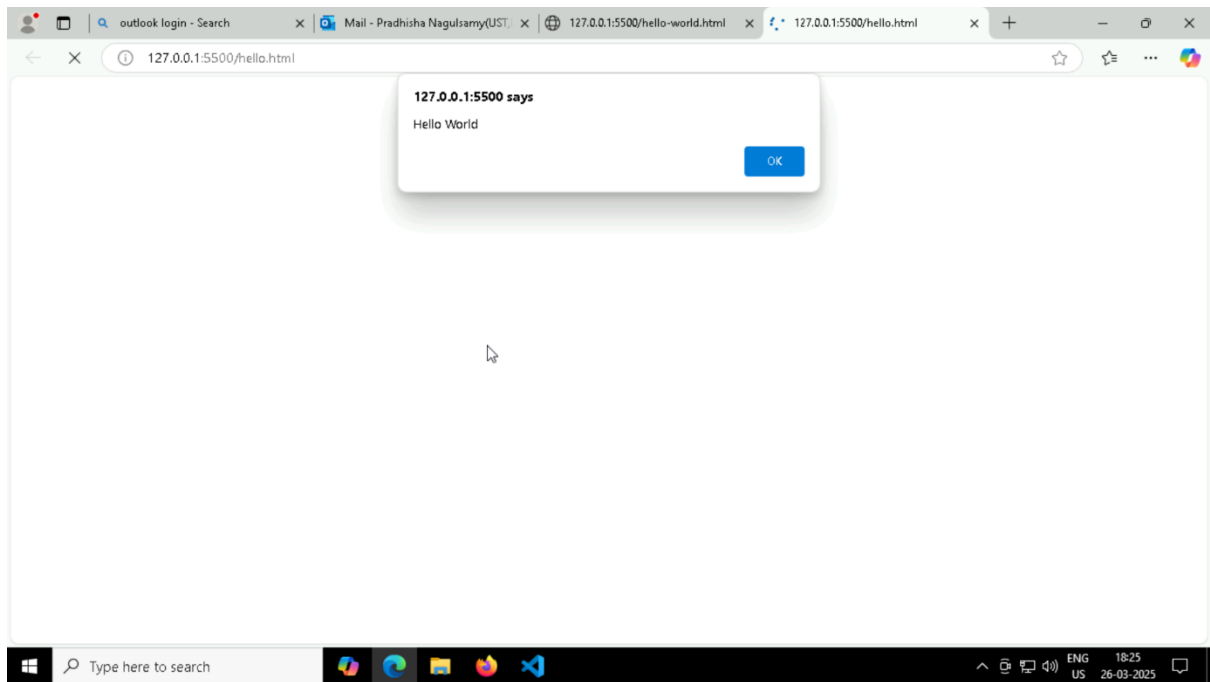 outlook login - Search
Mail - Pradhisha Nagulsamy(UST,
127.0.0.1:5500/hello-world.html
127.0.0.1:5500/hello.html
127.0.0.1:5500/hello.html
127.0.0.1:5500 says
Hello World
OK
Type here to search
ENG
US
18:25
26-03-2025